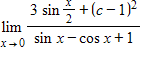 lim x→0 (3 sin x/2 + (c − 1)²)/(sin x − cos x + 1)